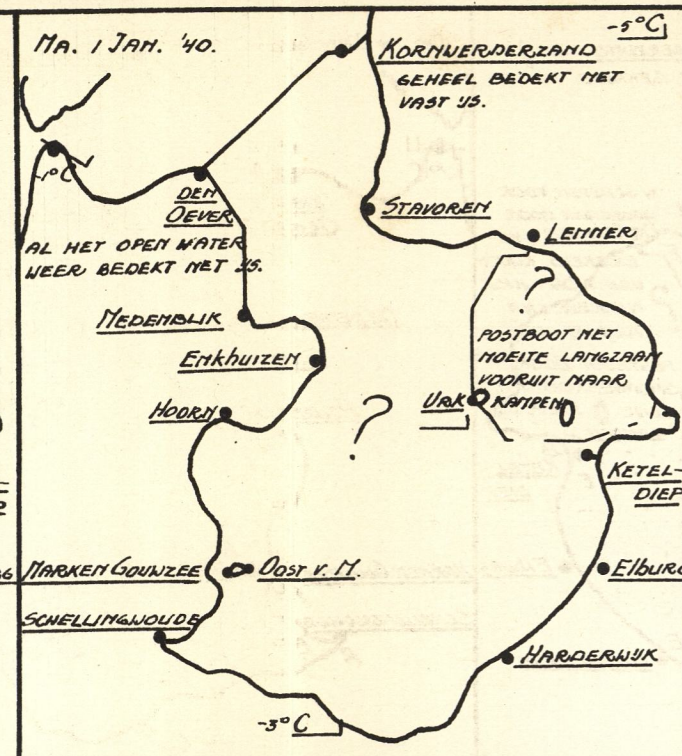 MA. 1 JAN. '40.
-5°C
KORNWERDERZAND
GEHEEL BEDEKT MET
VAST IJS.
-1°C
DEN
OEVER
AL HET OPEN WATER
WEER BEDEKT MET IJS.
STAVOREN
LEMMER
?
MEDENBLIK
ENKHUIZEN
POSTBOOT MET
MOEITE LANGZAAM
VOORUIT NAAR
KAMPEN
URK
HOORN
?
KETEL-
DIEP
MARKEN GOUWZEE
OOST V. M.
ELBURG
SCHELLINGWOUDE
HARDERWIJK
-3°C